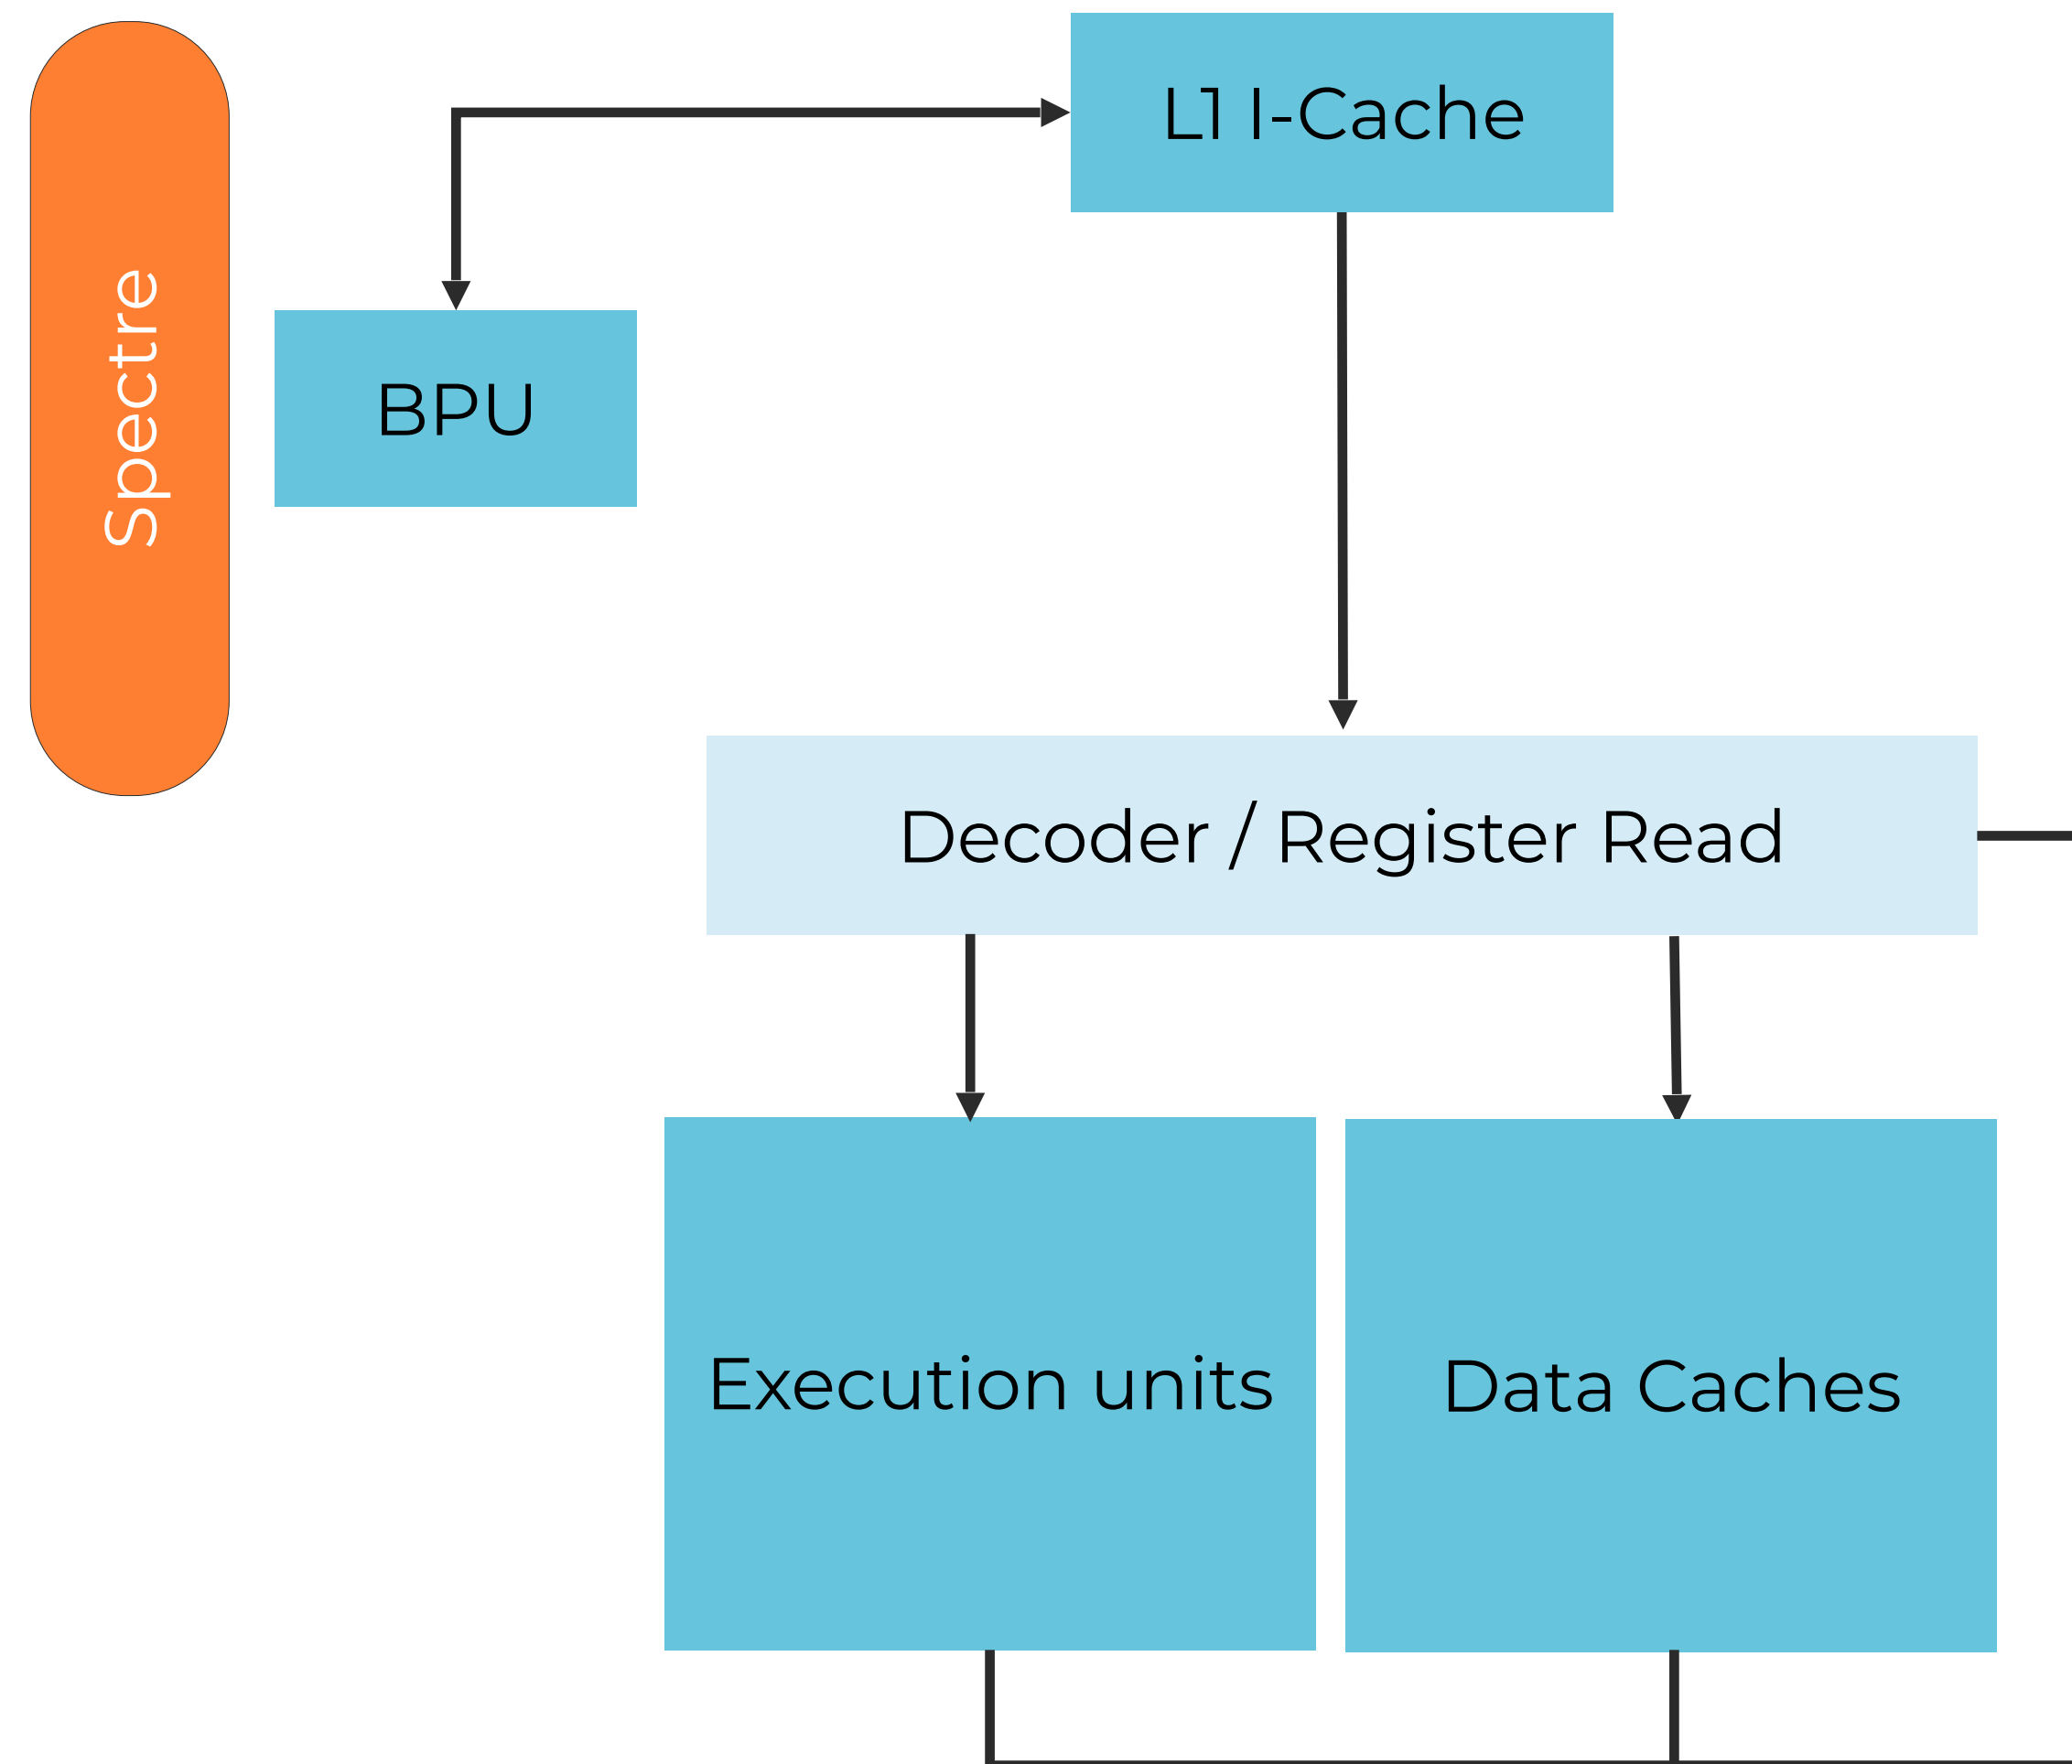 Spectre
L1 I-Cache
BPU
Decoder / Register Read
Execution units
Data Caches